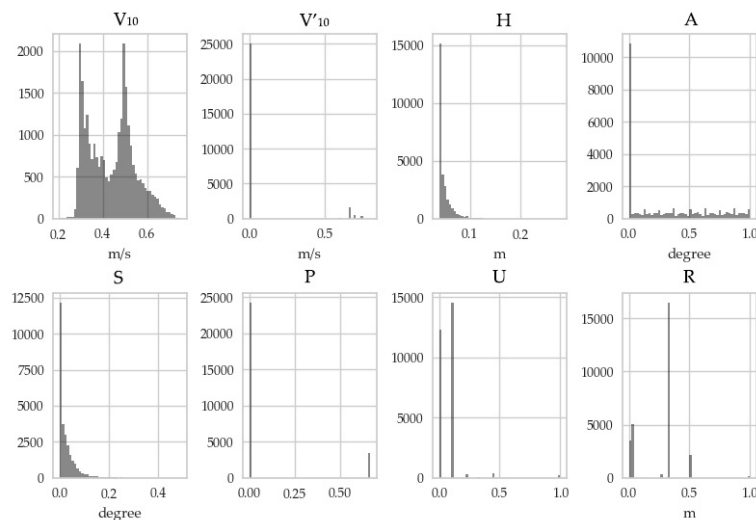 V₁₀ V′₁₀ H A
2000 1500 1000 500 0
25000 20000 15000 10000 5000 0
15000 10000 5000 0
10000 8000 6000 4000 2000 0
0.2 0.4 0.6 0.0 0.5 0.1 0.2 0.0 0.5 1.0
m/s m/s m degree
S P U R
12500 10000 7500 5000 2500 0
25000 20000 15000 10000 5000 0
15000 10000 5000 0
15000 10000 5000 0
0.0 0.2 0.4 0.00 0.25 0.50 0.0 0.5 1.0 0.0 0.5 1.0
degree m